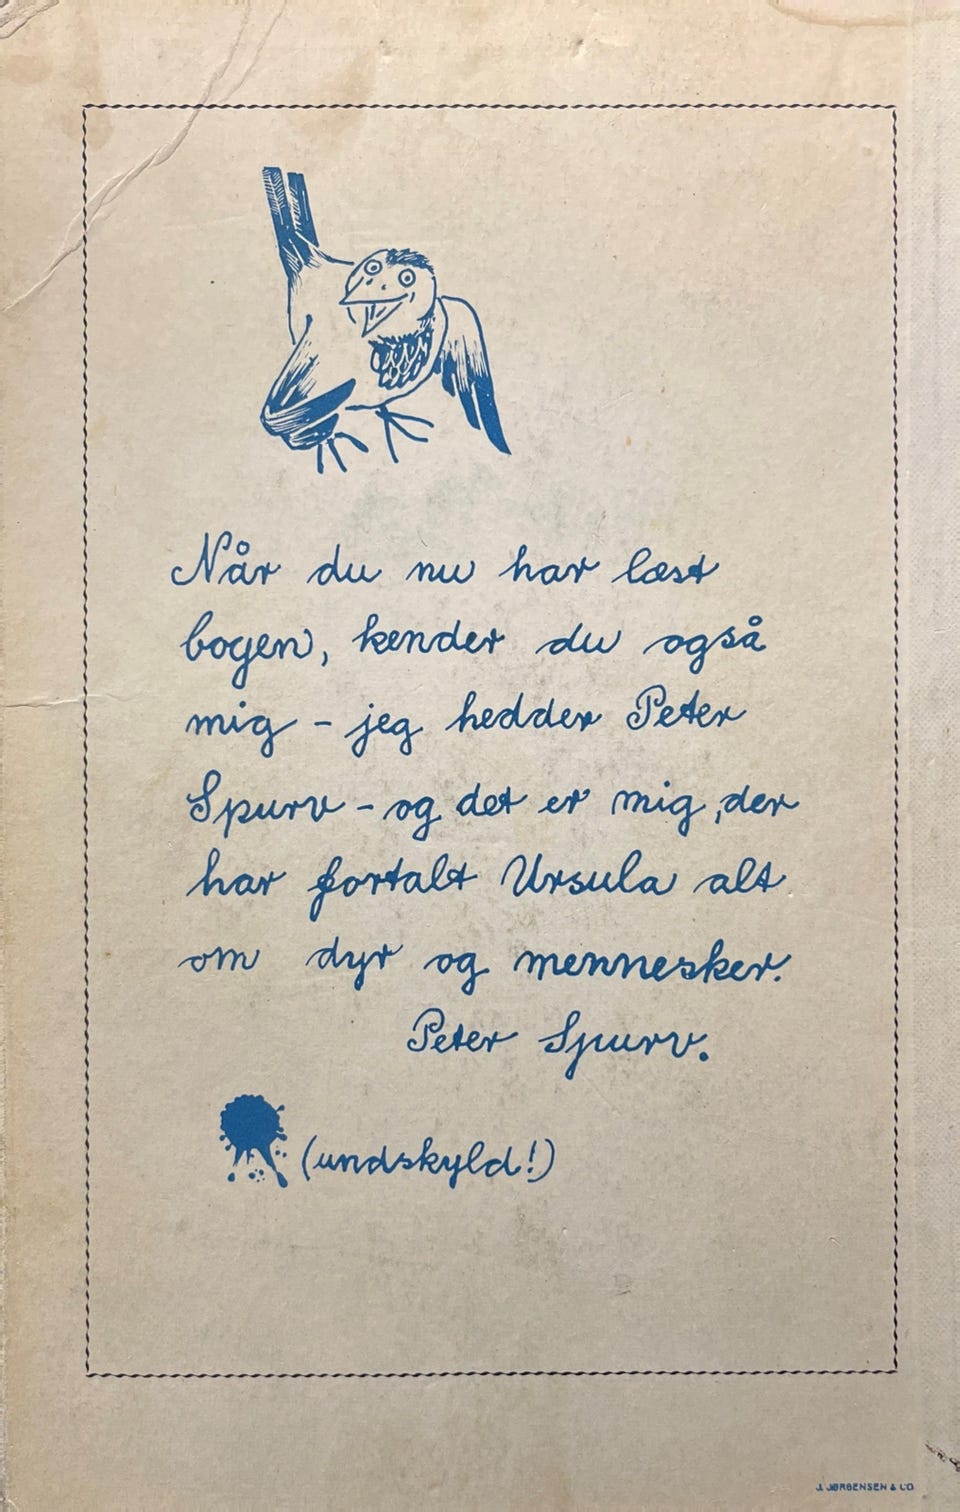 Når du nu har læst
bogen, kender du også
mig - jeg hedder Peter
Spurv - og det er mig, der
har fortalt Ursula alt
om dyr og mennesker.
Peter Spurv.
(undskyld!)
J. JØRGENSEN & CO